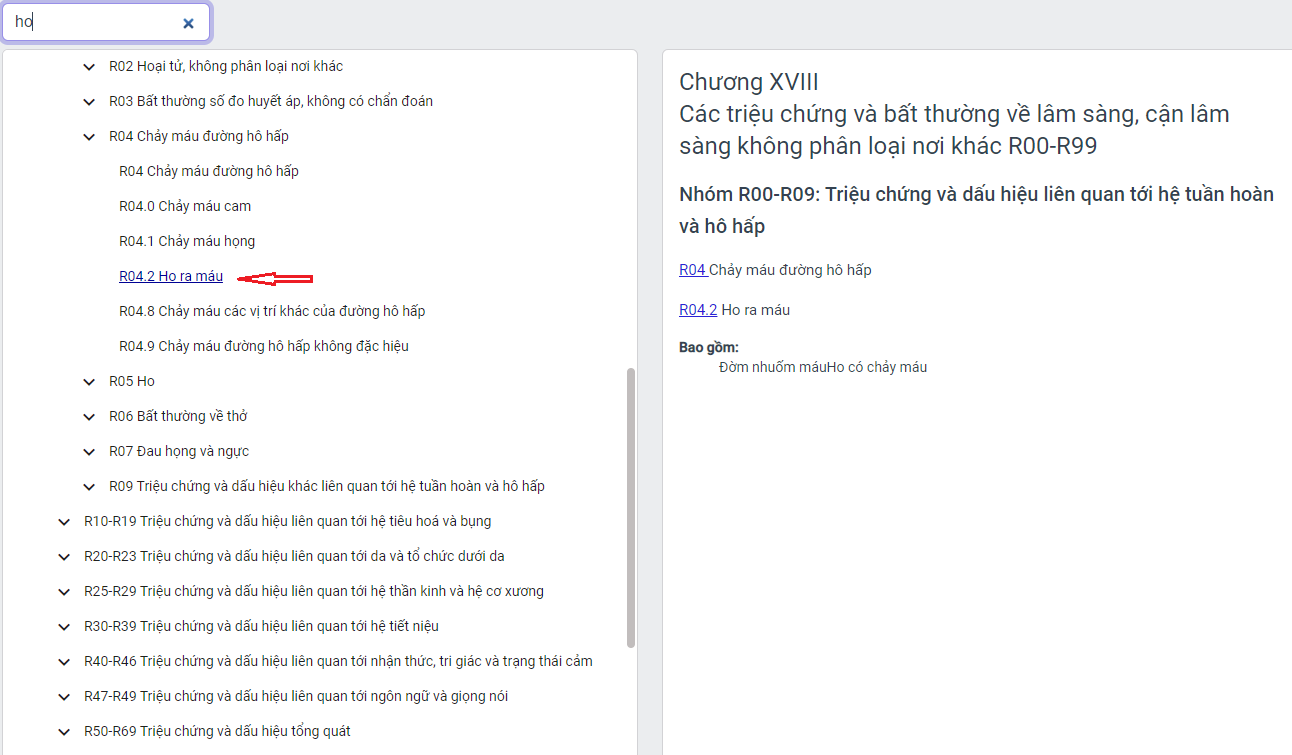 ho
R02 Hoại tử, không phân loại nơi khác
R03 Bất thường số đo huyết áp, không có chẩn đoán
R04 Chảy máu đường hô hấp
R04 Chảy máu đường hô hấp
R04.0 Chảy máu cam
R04.1 Chảy máu họng
R04.2 Ho ra máu
R04.8 Chảy máu các vị trí khác của đường hô hấp
R04.9 Chảy máu đường hô hấp không đặc hiệu
R05 Ho
R06 Bất thường về thở
R07 Đau họng và ngực
R09 Triệu chứng và dấu hiệu khác liên quan tới hệ tuần hoàn và hô hấp
R10-R19 Triệu chứng và dấu hiệu liên quan tới hệ tiêu hoá và bụng
R20-R23 Triệu chứng và dấu hiệu liên quan tới da và tổ chức dưới da
R25-R29 Triệu chứng và dấu hiệu liên quan tới hệ thần kinh và hệ cơ xương
R30-R39 Triệu chứng và dấu hiệu liên quan tới hệ tiết niệu
R40-R46 Triệu chứng và dấu hiệu liên quan tới nhận thức, tri giác và trạng thái cảm
R47-R49 Triệu chứng và dấu hiệu liên quan tới ngôn ngữ và giọng nói
R50-R69 Triệu chứng và dấu hiệu tổng quát
Chương XVIII
Các triệu chứng và bất thường về lâm sàng, cận lâm
sàng không phân loại nơi khác R00-R99
Nhóm R00-R09: Triệu chứng và dấu hiệu liên quan tới hệ tuần hoàn
và hô hấp
R04 Chảy máu đường hô hấp
R04.2 Ho ra máu
Bao gồm:
Đờm nhuốm máuHo có chảy máu